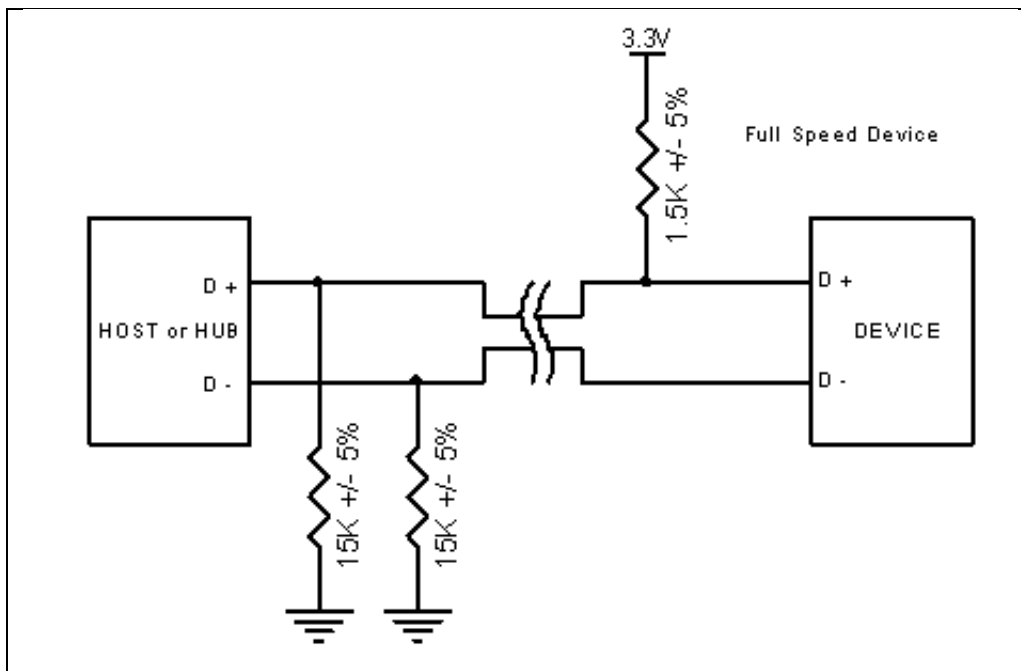 3.3V
1.5K +/- 5%
Full Speed Device
D +
HOST or HUB
D -
D +
DEVICE
D -
15K +/- 5%
15K +/- 5%